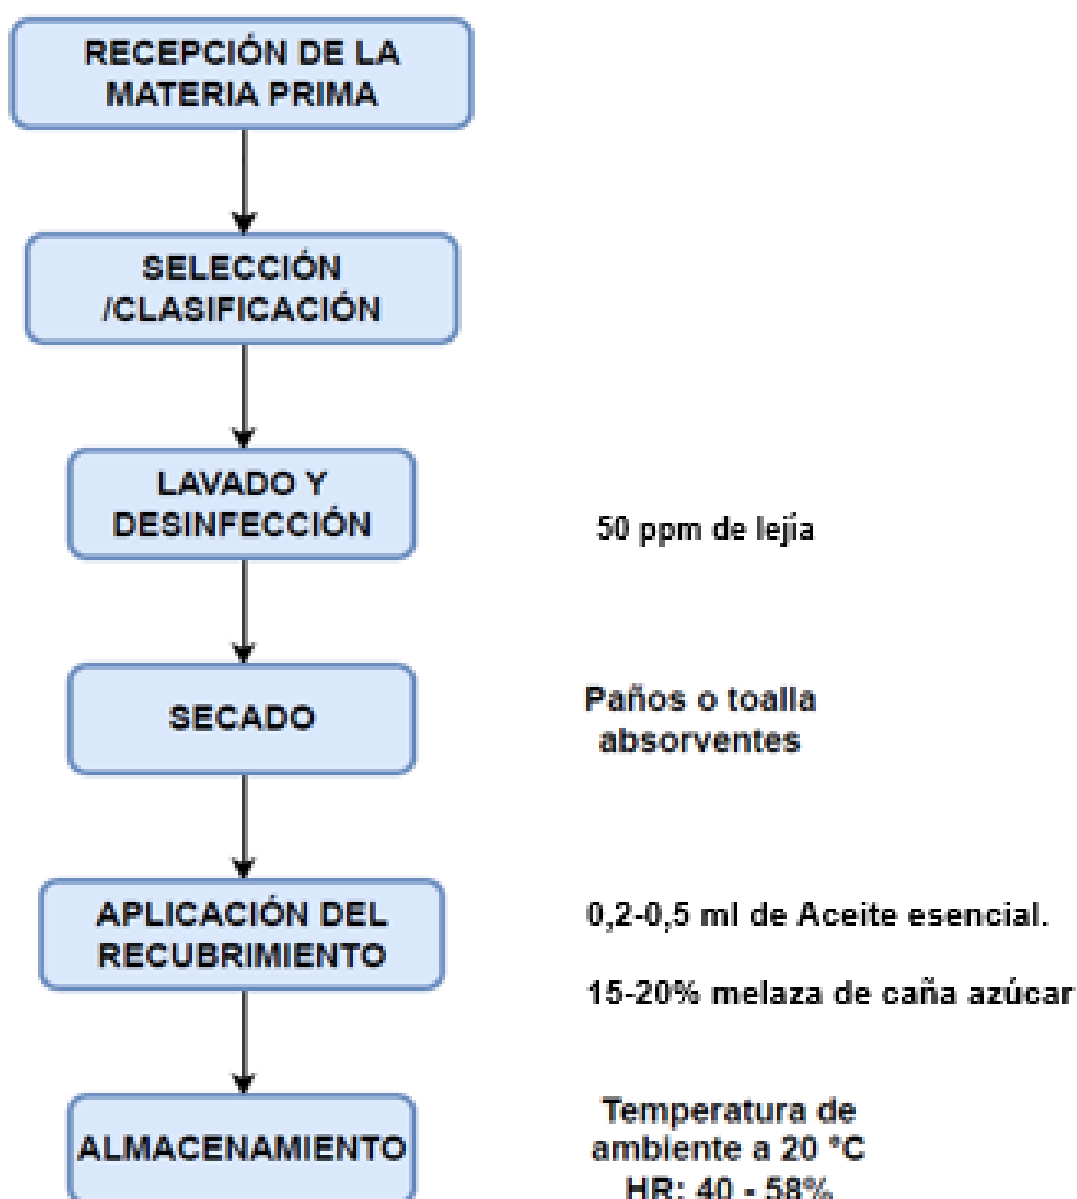 RECEPCIÓN DE LA
MATERIA PRIMA
SELECCIÓN
/CLASIFICACIÓN
LAVADO Y
DESINFECCIÓN
50 ppm de lejía
SECADO
Paños o toalla
absorventes
APLICACIÓN DEL
RECUBRIMIENTO
0,2-0,5 ml de Aceite esencial.
15-20% melaza de caña azúcar
ALMACENAMIENTO
Temperatura de
ambiente a 20 °C
HR: 40 - 58%